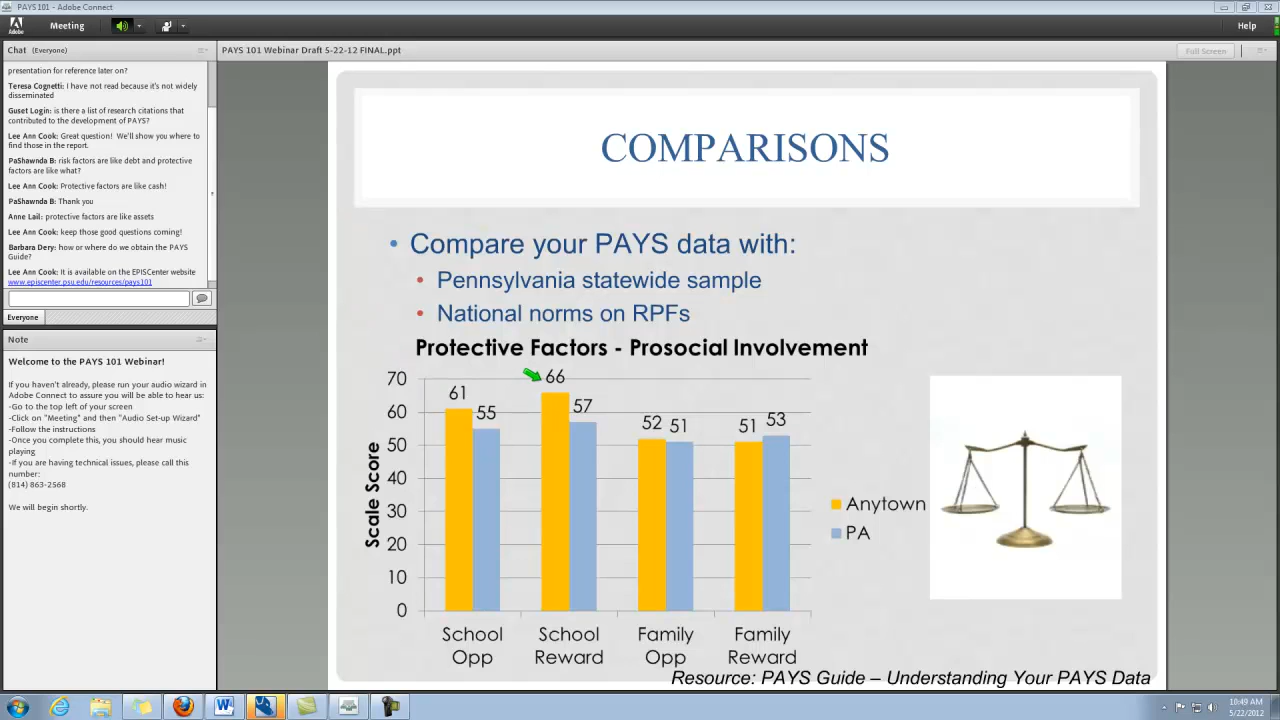 PAYS 101 - Adobe Connect
Adobe
Meeting
Help
Chat (Everyone)
presentation for reference later on?
Teresa Cognetti: I have not read because it's not widely
disseminated
Guset Login: is there a list of research citations that
contributed to the development of PAYS?
Lee Ann Cook: Great question! We'll show you where to
find those in the report.
PaShawnda B: risk factors are like debt and protective
factors are like what?
Lee Ann Cook: Protective factors are like cash!
PaShawnda B: Thank you
Anne Lail: protective factors are like assets
Lee Ann Cook: keep those good questions coming!
Barbara Dery: how or where do we obtain the PAYS
Guide?
Lee Ann Cook: It is available on the EPISCenter website
www.episcenter.psu.edu/resources/pays101
Everyone
Note
Welcome to the PAYS 101 Webinar!
If you haven't already, please run your audio wizard in
Adobe Connect to assure you will be able to hear us:
-Go to the top left of your screen
-Click on "Meeting" and then "Audio Set-up Wizard"
-Follow the instructions
-Once you complete this, you should hear music
playing
-If you are having technical issues, please call this
number:
(814) 863-2568
We will begin shortly.
PAYS 101 Webinar Draft 5-22-12 FINAL.ppt
Full Screen
COMPARISONS
• Compare your PAYS data with:
• Pennsylvania statewide sample
• National norms on RPFs
Protective Factors - Prosocial Involvement
Scale Score
70
60
50
40
30
20
10
0
61 55 66 57 52 51 51 53
School Opp
School Reward
Family Opp
Family Reward
Anytown
PA
Resource: PAYS Guide – Understanding Your PAYS Data
10:49 AM
5/22/2012